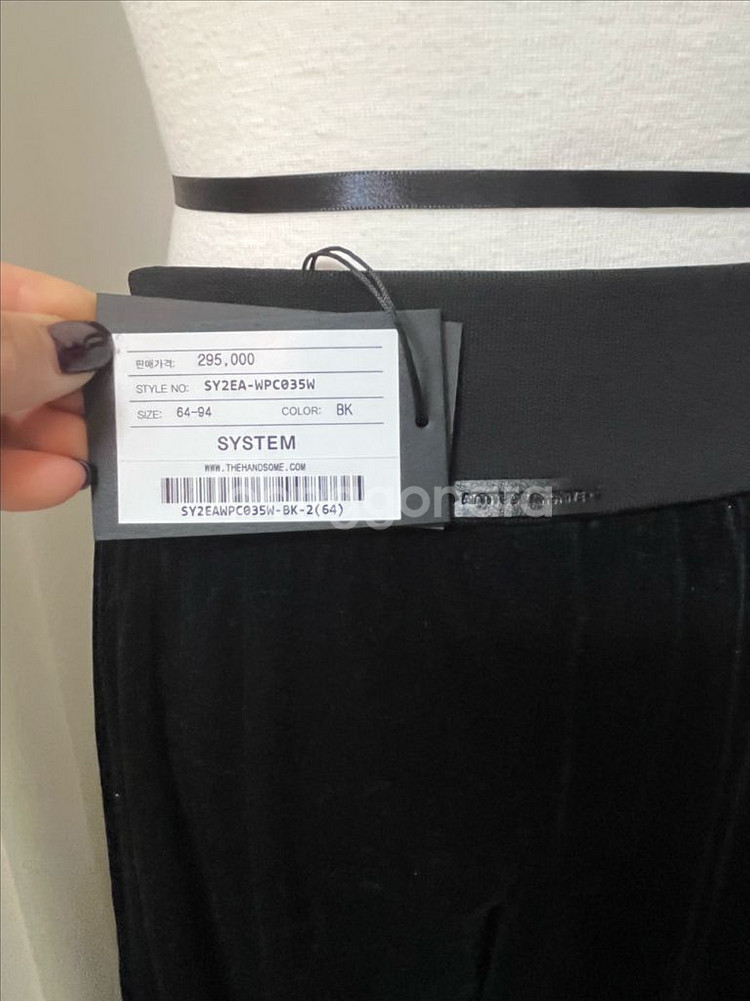 판매가격: 295,000
STYLE NO: SY2EA-WPC035W
SIZE: 64-94 COLOR: BK
SYSTEM
WWW.THEHANDSOME.COM
SY2EAWPC035W-BK-2(64)